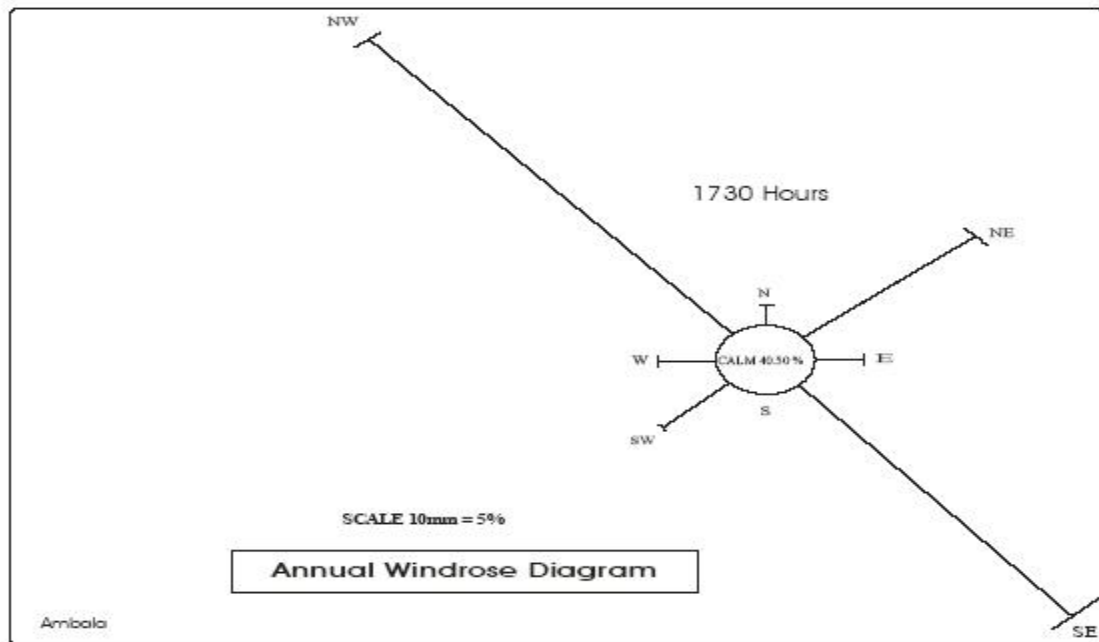 NW
1730 Hours
NE
N
W
CALM 40.50 %
E
S
SW
SCALE 10mm = 5%
Annual Windrose Diagram
Ambala
SE